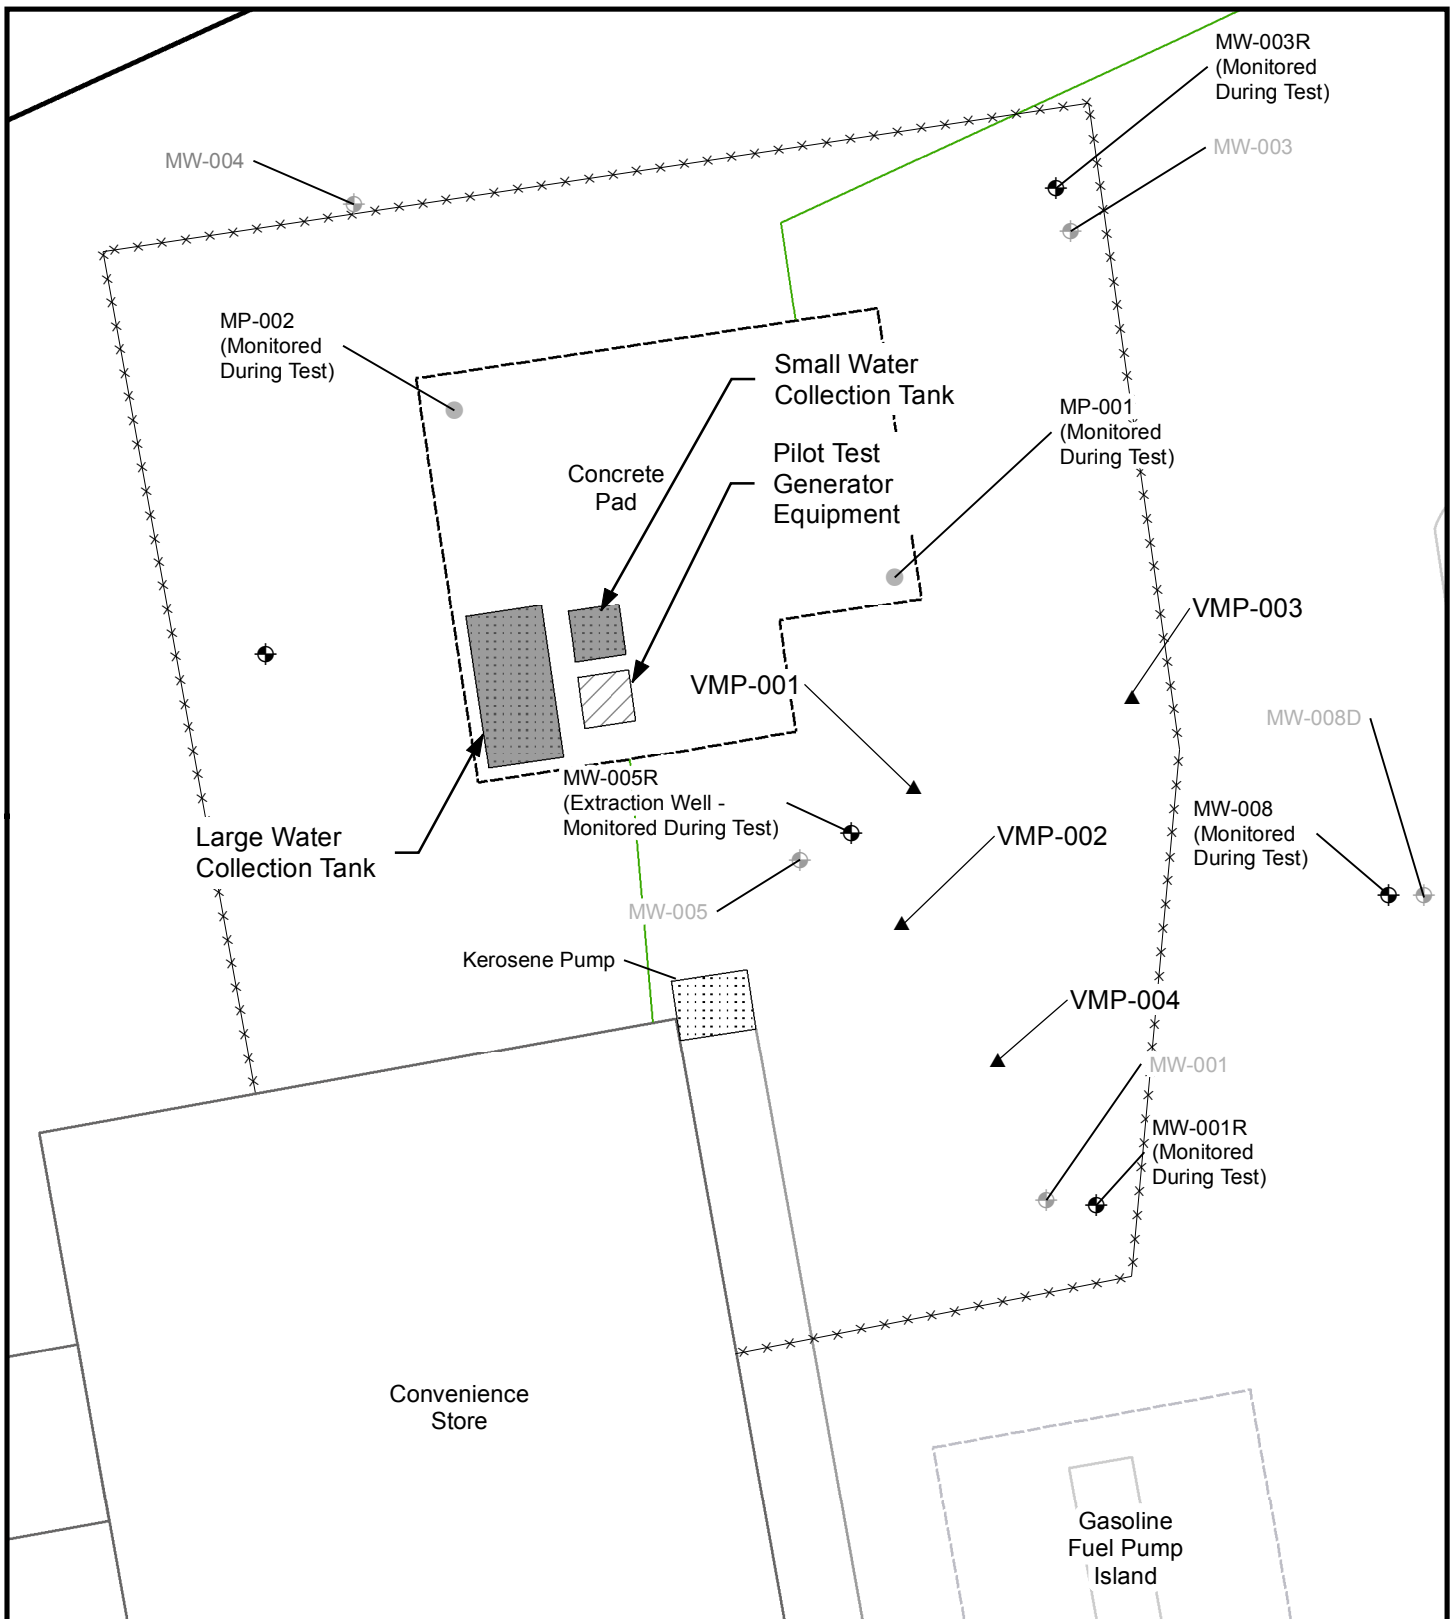 MW-003R
(Monitored
During Test)
MW-003
MW-004
MP-002
(Monitored
During Test)
Small Water
Collection Tank
MP-001
(Monitored
During Test)
Pilot Test
Generator
Equipment
Concrete
Pad
VMP-003
VMP-001
MW-008D
MW-005R
(Extraction Well -
Monitored During Test)
MW-008
(Monitored
During Test)
Large Water
Collection Tank
VMP-002
MW-005
Kerosene Pump
VMP-004
MW-001
MW-001R
(Monitored
During Test)
Convenience
Store
Gasoline
Fuel Pump
Island